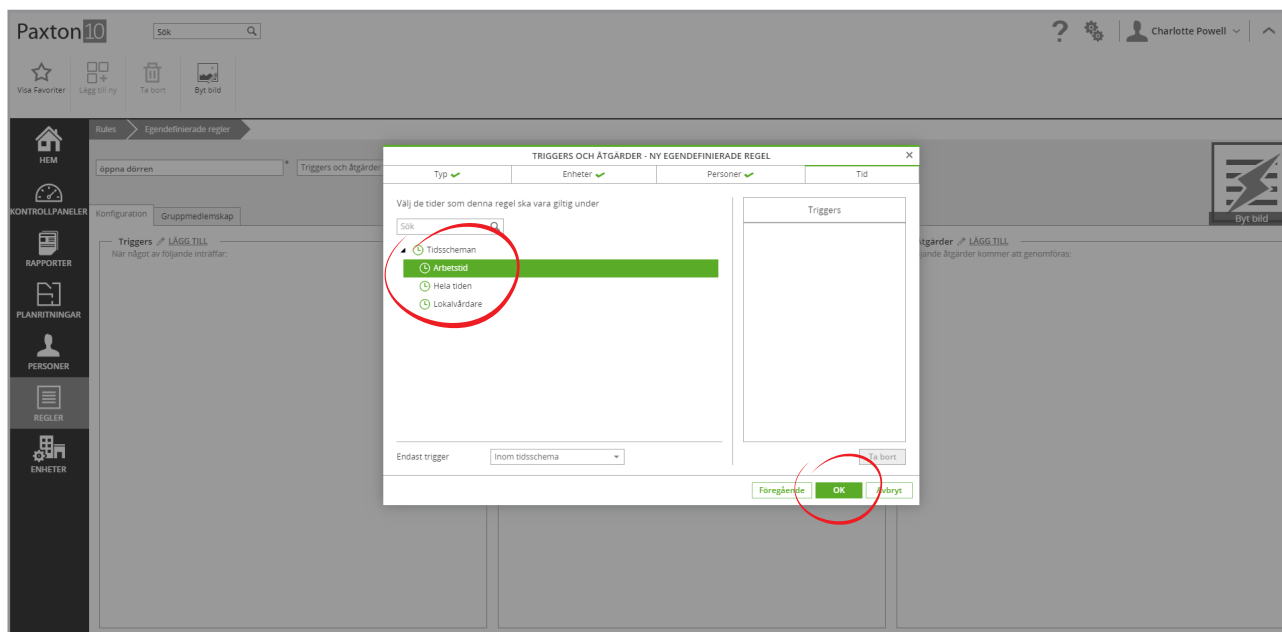 Paxton10
Sök
?
Charlotte Powell
Visa Favoriter
Lägg till ny
Ta bort
Byt bild
Rules
Egendefinierade regler
HEM
KONTROLLPANELER
RAPPORTER
PLANRITNINGAR
PERSONER
REGLER
ENHETER
öppna dörren
*
Triggers och åtgärder
Byt bild
Konfiguration
Gruppmedlemskap
Triggers LÄGG TILL
När något av följande inträffar:
tgärder LÄGG TILL
jande åtgärder kommer att genomföras:
TRIGGERS OCH ÅTGÄRDER - NY EGENDEFINIERADE REGEL
Typ
Enheter
Personer
Tid
Välj de tider som denna regel ska vara giltig under
Sök
Tidsscheman
Arbetstid
Hela tiden
Lokalvårdare
Triggers
Endast trigger
Inom tidsschema
Ta bort
Föregående
OK
Avbryt